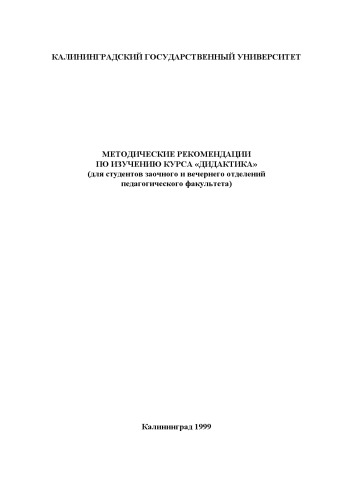 КАЛИНИНГРАДСКИЙ ГОСУДАРСТВЕННЫЙ УНИВЕРСИТЕТ
МЕТОДИЧЕСКИЕ РЕКОМЕНДАЦИИ
ПО ИЗУЧЕНИЮ КУРСА «ДИДАКТИКА»
(для студентов заочного и вечернего отделений
педагогического факультета)
Калининград 1999